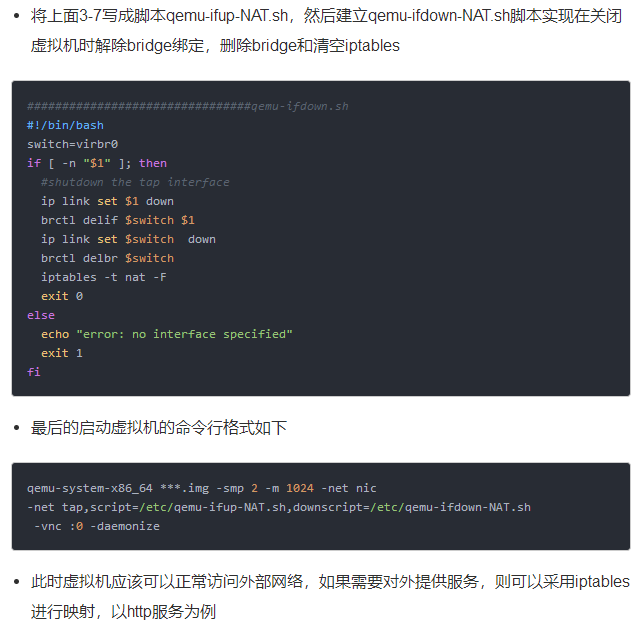 将上面3-7写成脚本qemu-ifup-NAT.sh，然后建立qemu-ifdown-NAT.sh脚本实现在关闭
虚拟机时解除bridge绑定，删除bridge和清空iptables
################################qemu-ifdown.sh
#!/bin/bash
switch=virbr0
if [ -n "$1" ]; then
  #shutdown the tap interface
  ip link set $1 down
  brctl delif $switch $1
  ip link set $switch  down
  brctl delbr $switch
  iptables -t nat -F
  exit 0
else
  echo "error: no interface specified"
  exit 1
fi
最后的启动虚拟机的命令行格式如下
qemu-system-x86_64 ***.img -smp 2 -m 1024 -net nic
-net tap,script=/etc/qemu-ifup-NAT.sh,downscript=/etc/qemu-ifdown-NAT.sh
 -vnc :0 -daemonize
此时虚拟机应该可以正常访问外部网络，如果需要对外提供服务，则可以采用iptables
进行映射，以http服务为例